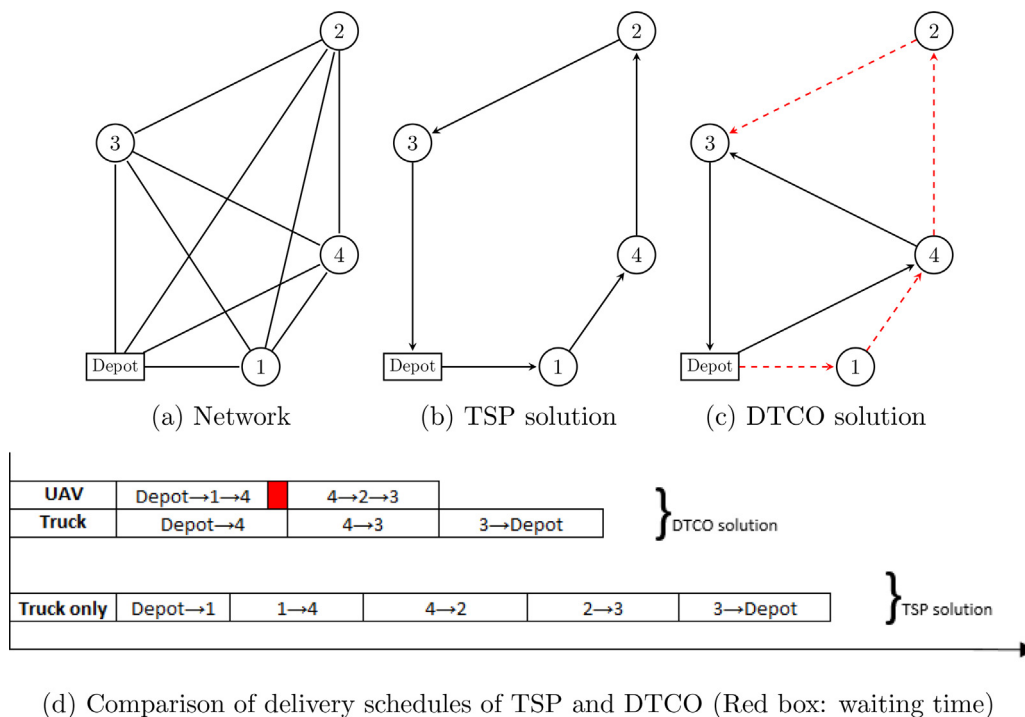 2
3
4
Depot
1
2
3
4
Depot
1
2
3
4
Depot
1
(a) Network
(b) TSP solution
(c) DTCO solution
UAV Depot→1→4 4→2→3
Truck Depot→4 4→3 3→Depot
}DTCO solution
Truck only Depot→1 1→4 4→2 2→3 3→Depot
}TSP solution
(d) Comparison of delivery schedules of TSP and DTCO (Red box: waiting time)